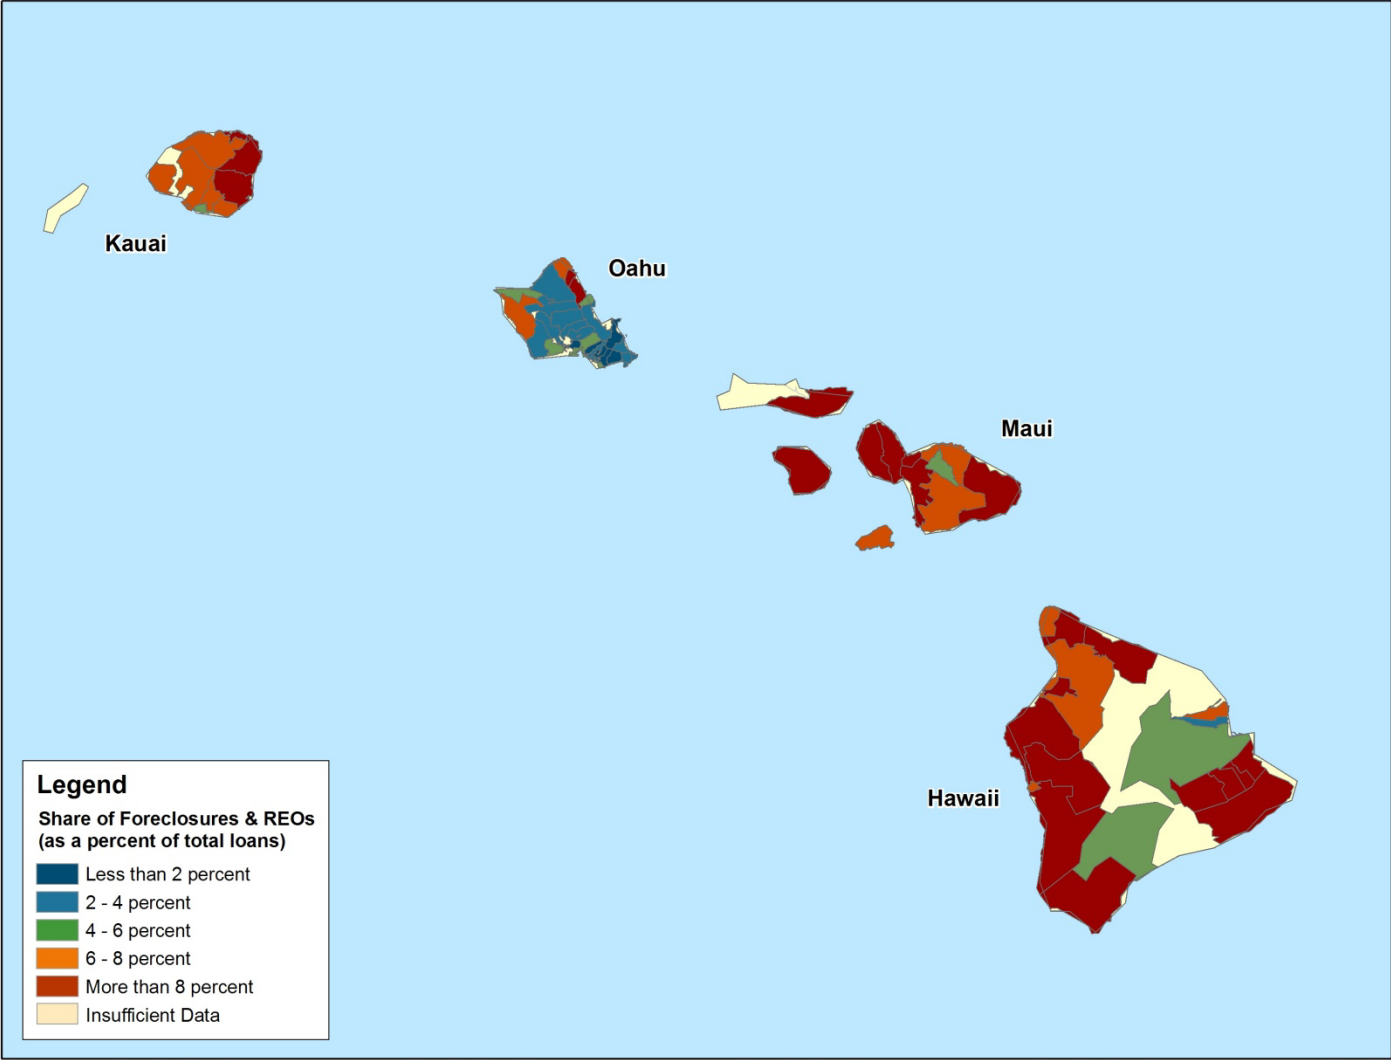 Kauai
Oahu
Maui
Hawaii
Legend
Share of Foreclosures & REOs
(as a percent of total loans)
Less than 2 percent
2 - 4 percent
4 - 6 percent
6 - 8 percent
More than 8 percent
Insufficient Data